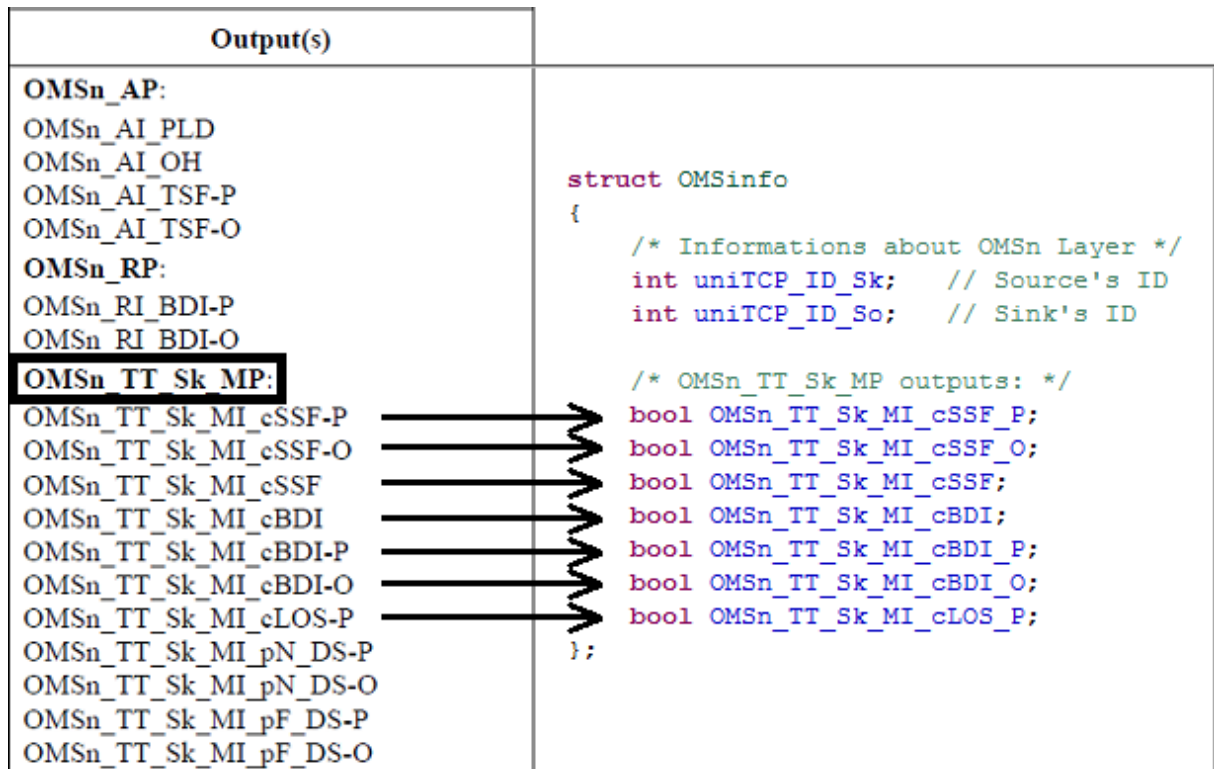 Output(s)
OMSn_AP:
OMSn_AI_PLD
OMSn_AI_OH
OMSn_AI_TSF-P
OMSn_AI_TSF-O
OMSn_RP:
OMSn_RI_BDI-P
OMSn_RI_BDI-O
OMSn_TT_Sk_MP:
OMSn_TT_Sk_MI_cSSF-P
OMSn_TT_Sk_MI_cSSF-O
OMSn_TT_Sk_MI_cSSF
OMSn_TT_Sk_MI_cBDI
OMSn_TT_Sk_MI_cBDI-P
OMSn_TT_Sk_MI_cBDI-O
OMSn_TT_Sk_MI_cLOS-P
OMSn_TT_Sk_MI_pN_DS-P
OMSn_TT_Sk_MI_pN_DS-O
OMSn_TT_Sk_MI_pF_DS-P
OMSn_TT_Sk_MI_pF_DS-O
struct OMSinfo
{
/* Informations about OMSn Layer */
int uniTCP_ID_Sk; // Source's ID
int uniTCP_ID_So; // Sink's ID
/* OMSn_TT_Sk_MP outputs: */
bool OMSn_TT_Sk_MI_cSSF_P;
bool OMSn_TT_Sk_MI_cSSF_O;
bool OMSn_TT_Sk_MI_cSSF;
bool OMSn_TT_Sk_MI_cBDI;
bool OMSn_TT_Sk_MI_cBDI_P;
bool OMSn_TT_Sk_MI_cBDI_O;
bool OMSn_TT_Sk_MI_cLOS_P;
};